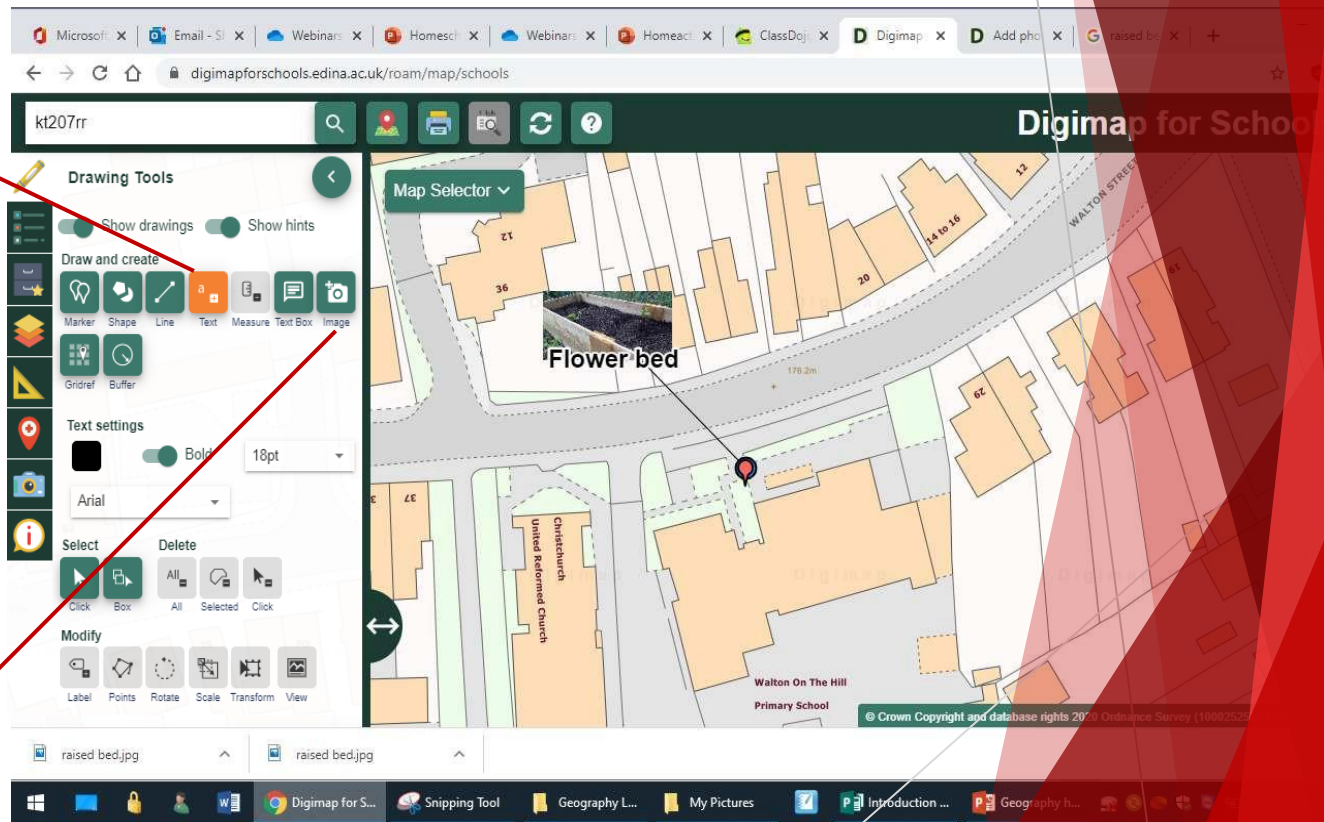 Microsoft
Email - S
Webinars
Homesch
Webinars
Homeact
ClassDojo
Digimap
Add pho
raised be
digimapforschools.edina.ac.uk/roam/map/schools
kt207rr
Digimap for Schoo
Drawing Tools
Map Selector
Show drawings Show hints
Draw and create
Marker Shape Line Text Measure Text Box Image
Gridref Buffer
Text settings
Bold 18pt
Arial
Select Delete
Click Box All Selected Click
Modify
Label Points Rotate Scale Transform View
12
WALTON STREET
14 to 16
21
20
61
36
Flower bed
176.2m
29
37
Christchurch
United Reformed Church
Walton On The Hill
Primary School
© Crown Copyright and database rights 2020 Ordnance Survey
raised bed.jpg raised bed.jpg
Digimap for S... Snipping Tool Geography L... My Pictures Introduction ... Geography h...